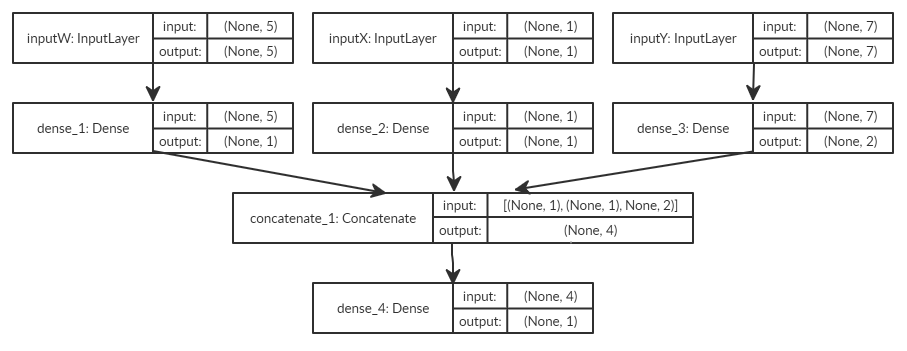 inputW: InputLayer
input: (None, 5)
output: (None, 5)
inputX: InputLayer
input: (None, 1)
output: (None, 1)
inputY: InputLayer
input: (None, 7)
output: (None, 7)
dense_1: Dense
input: (None, 5)
output: (None, 1)
dense_2: Dense
input: (None, 1)
output: (None, 1)
dense_3: Dense
input: (None, 7)
output: (None, 2)
concatenate_1: Concatenate
input: [(None, 1), (None, 1), None, 2)]
output: (None, 4)
dense_4: Dense
input: (None, 4)
output: (None, 1)